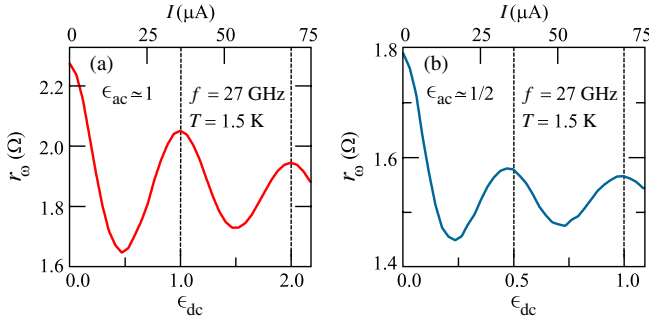 I (μA)
0 25 50 75
(a)
ϵac ≃ 1
f = 27 GHz
T = 1.5 K
rω (Ω)
2.2
2.0
1.8
1.6
0.0 1.0 2.0
ϵdc
I (μA)
0 25 50 75
(b)
ϵac ≃ 1/2
f = 27 GHz
T = 1.5 K
rω (Ω)
1.8
1.6
1.4
0.0 0.5 1.0
ϵdc